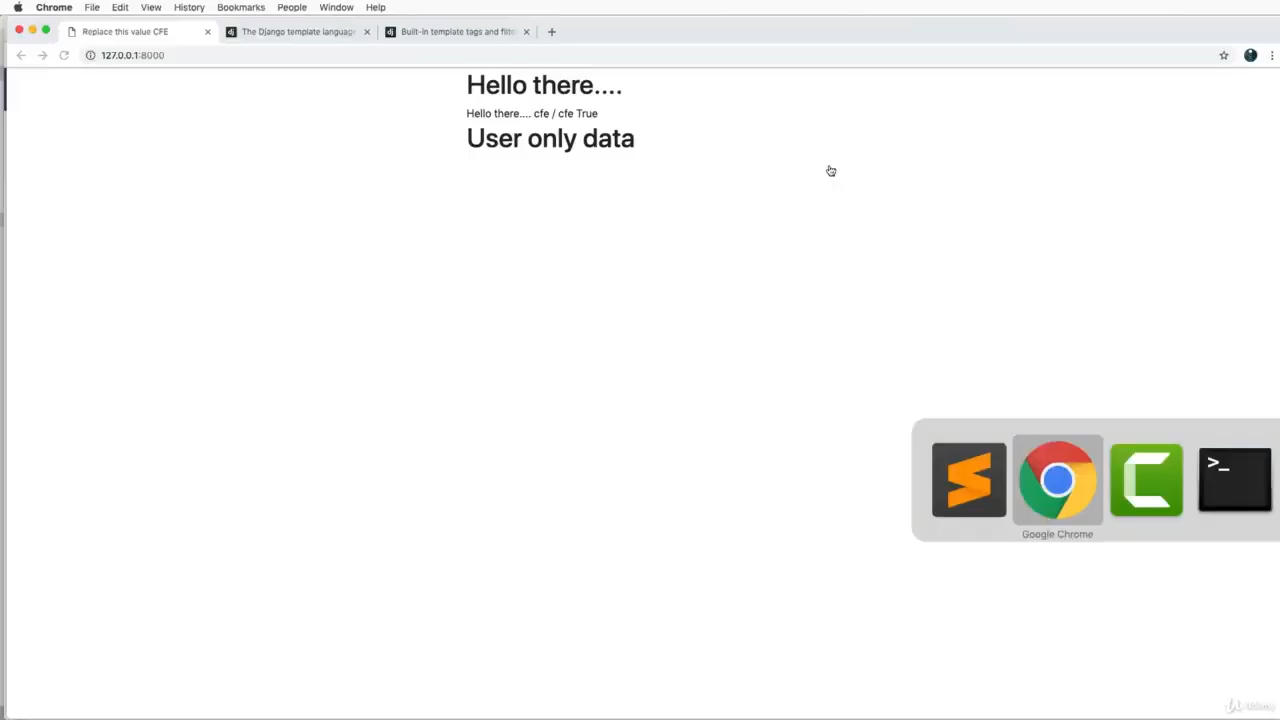 Chrome File Edit View History Bookmarks People Window Help
Replace this value CFE
The Django template language
Built-in template tags and filte
127.0.0.1:8000
Hello there....
Hello there.... cfe / cfe True
User only data
>_
Google Chrome
Udemy